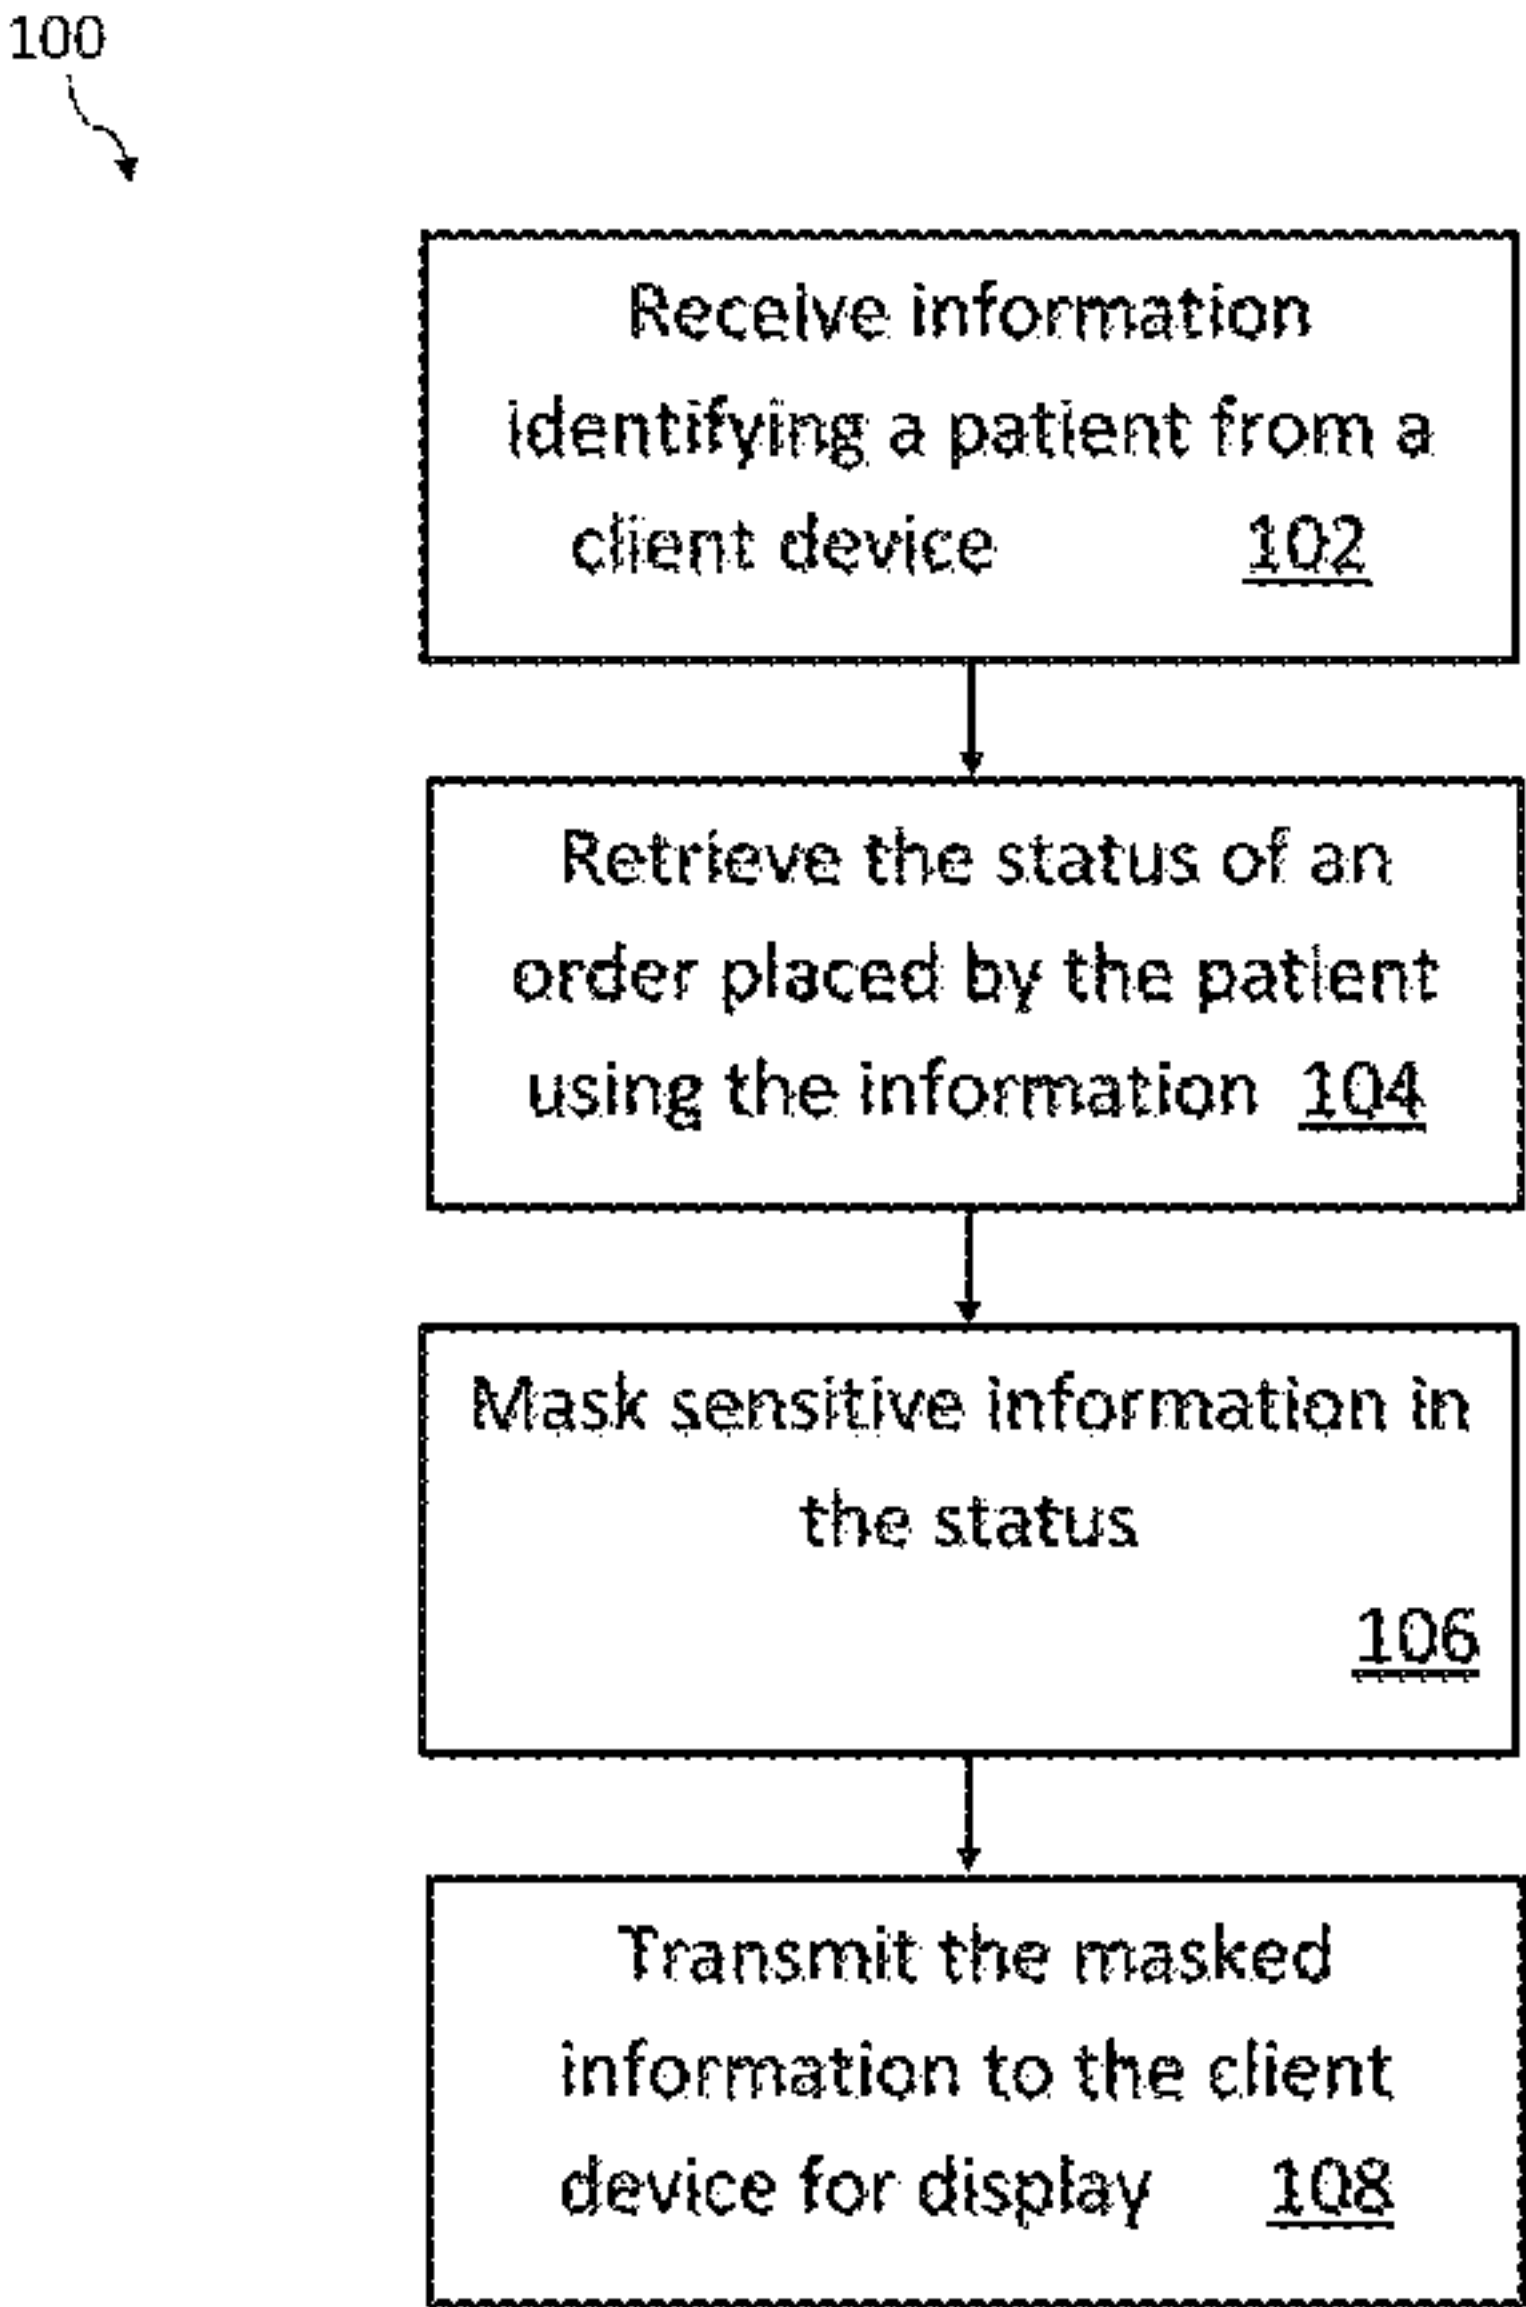 100
Receive information
identifying a patient from a
client device 102
Retrieve the status of an
order placed by the patient
using the information 104
Mask sensitive information in
the status
106
Transmit the masked
information to the client
device for display 108